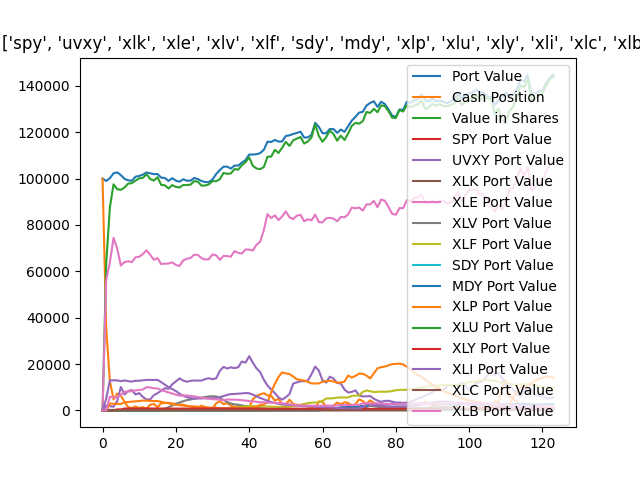 ['spy', 'uvxy', 'xlk', 'xle', 'xlv', 'xlf', 'sdy', 'mdy', 'xlp', 'xlu', 'xly', 'xli', 'xlc', 'xlb
140000
120000
100000
80000
60000
40000
20000
0
0
20
40
60
80
100
120
Port Value
Cash Position
Value in Shares
SPY Port Value
UVXY Port Value
XLK Port Value
XLE Port Value
XLV Port Value
XLF Port Value
SDY Port Value
MDY Port Value
XLP Port Value
XLU Port Value
XLY Port Value
XLI Port Value
XLC Port Value
XLB Port Value